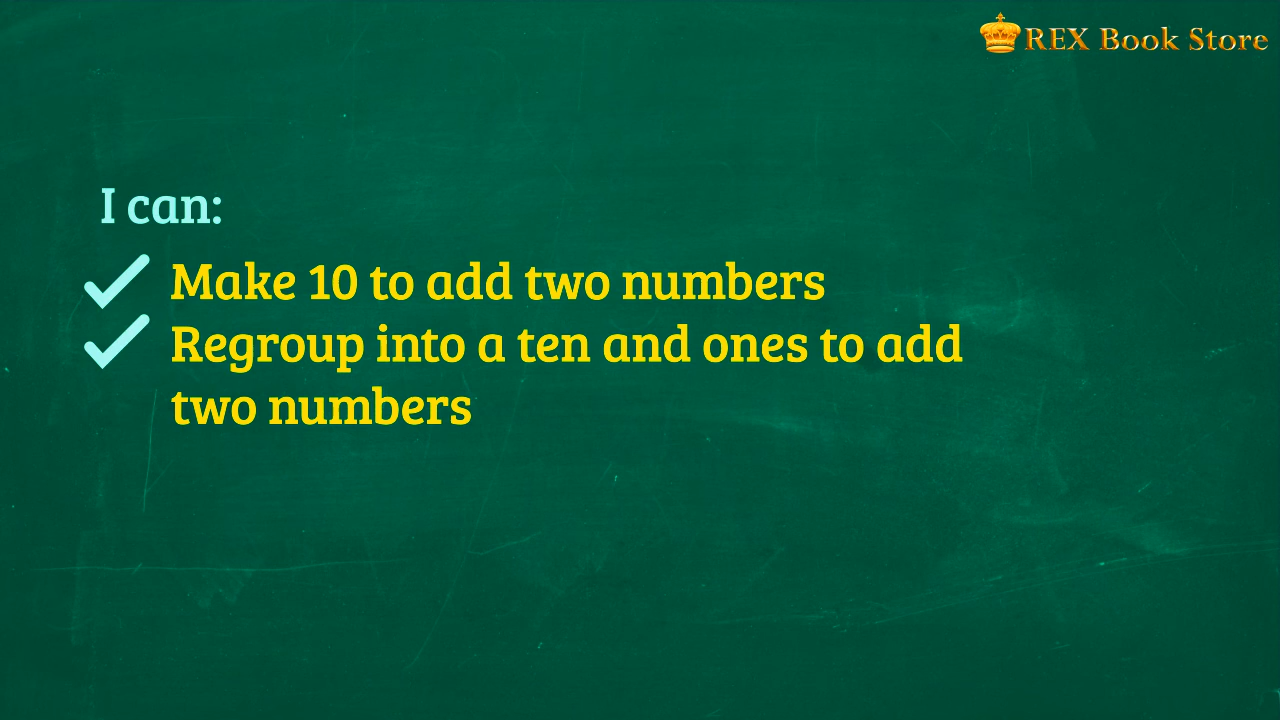 REX Book Store
I can:
Make 10 to add two numbers
Regroup into a ten and ones to add
two numbers